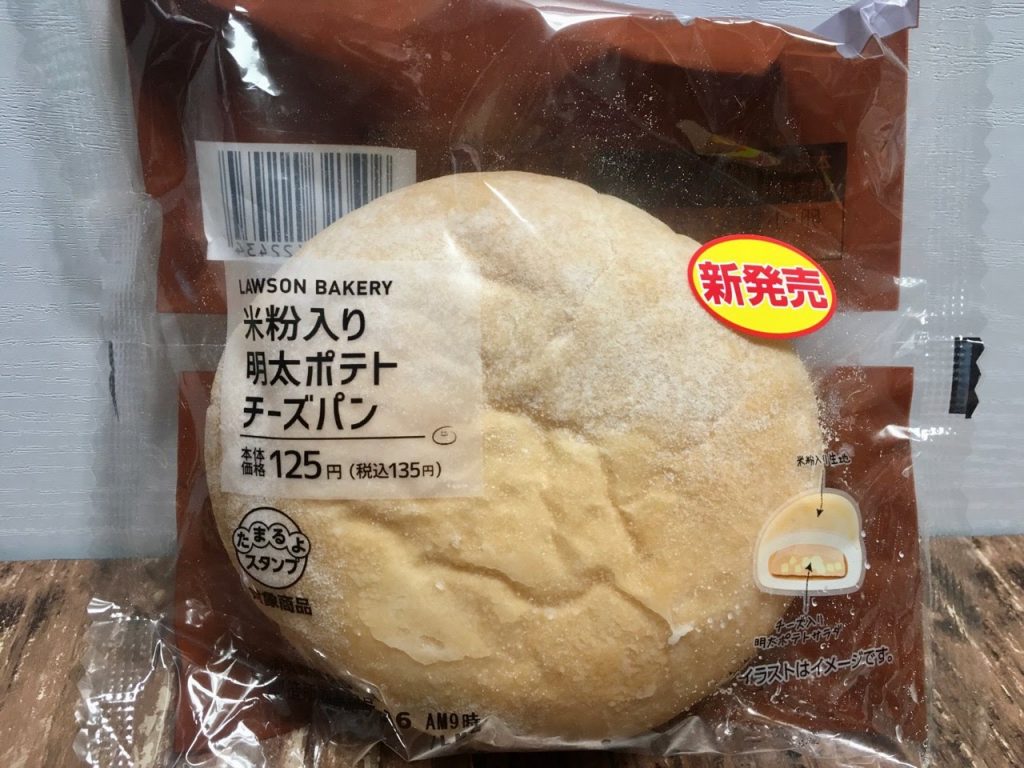 LAWSON BAKERY
米粉入り
明太ポテト
チーズパン
本体
価格 125円 (税込135円)
新発売
たまるよ
スタンプ
対象商品
米粉入り生地
チーズ入り
明太ポテトサラダ
イラストはイメージです。
6 AM9時